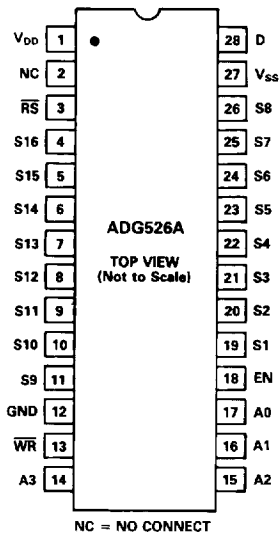 VDD 1 28 D
NC 2 27 VSS
RS 3 26 S8
S16 4 25 S7
S15 5 24 S6
S14 6 23 S5
S13 7 22 S4
S12 8 21 S3
S11 9 20 S2
S10 10 19 S1
S9 11 18 EN
GND 12 17 A0
WR 13 16 A1
A3 14 15 A2
ADG526A
TOP VIEW
(Not to Scale)
NC = NO CONNECT